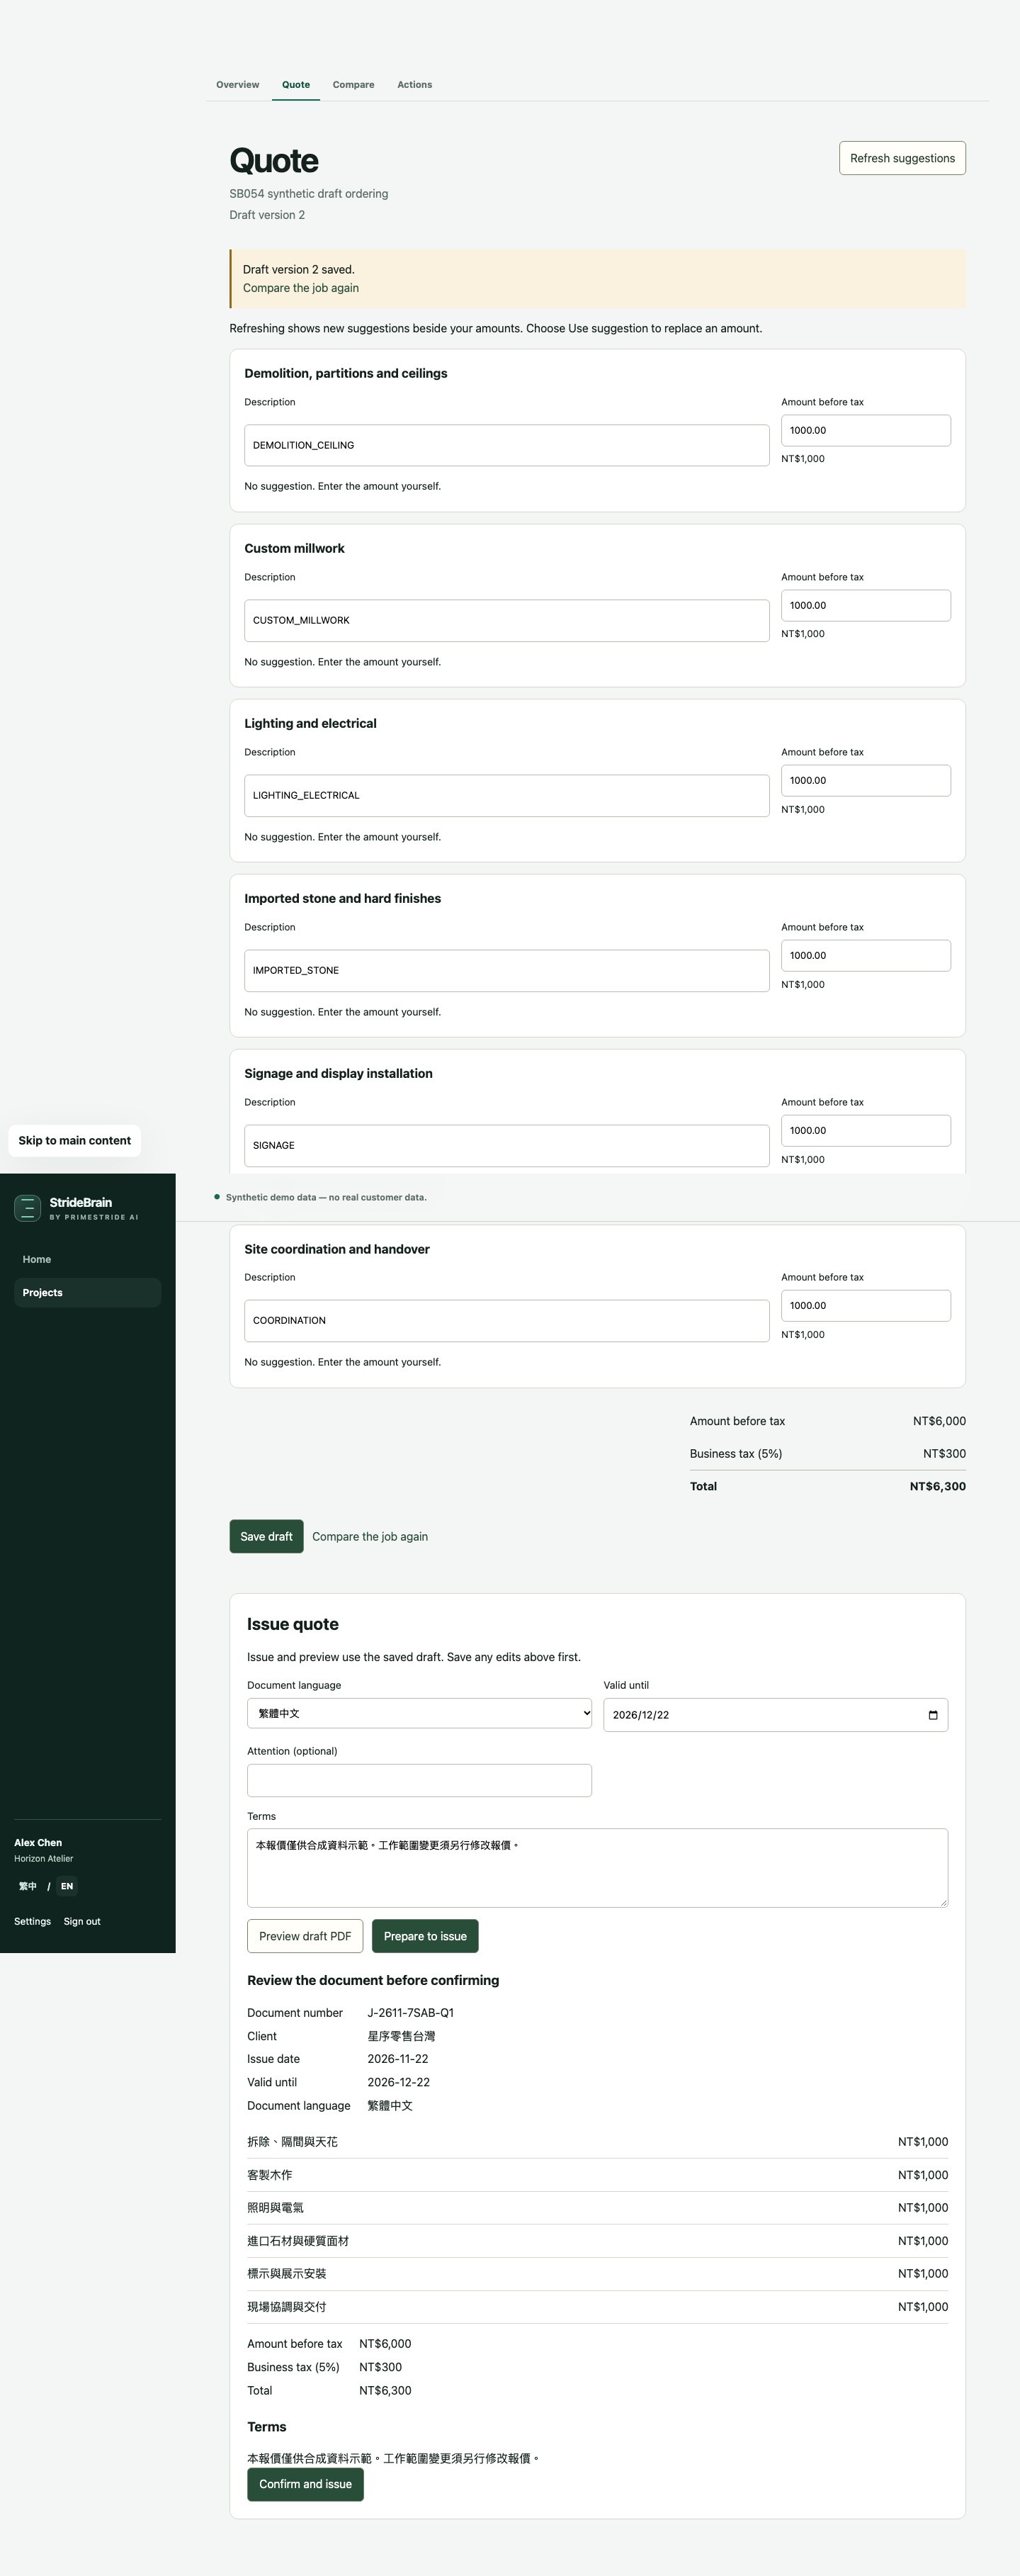 Overview
Quote
Compare
Actions
Quote
Refresh suggestions
SB054 synthetic draft ordering
Draft version 2
Draft version 2 saved.
Compare the job again
Refreshing shows new suggestions beside your amounts. Choose Use suggestion to replace an amount.
Demolition, partitions and ceilings
Description
Amount before tax
DEMOLITION_CEILING
1000.00
NT$1,000
No suggestion. Enter the amount yourself.
Custom millwork
Description
Amount before tax
CUSTOM_MILLWORK
1000.00
NT$1,000
No suggestion. Enter the amount yourself.
Lighting and electrical
Description
Amount before tax
LIGHTING_ELECTRICAL
1000.00
NT$1,000
No suggestion. Enter the amount yourself.
Imported stone and hard finishes
Description
Amount before tax
IMPORTED_STONE
1000.00
NT$1,000
No suggestion. Enter the amount yourself.
Signage and display installation
Description
Amount before tax
SIGNAGE
1000.00
NT$1,000
Skip to main content
StrideBrain
BY PRIMESTRIDE AI
Home
Projects
Synthetic demo data — no real customer data.
Site coordination and handover
Description
Amount before tax
COORDINATION
1000.00
NT$1,000
No suggestion. Enter the amount yourself.
Amount before tax NT$6,000
Business tax (5%) NT$300
Total NT$6,300
Save draft
Compare the job again
Issue quote
Issue and preview use the saved draft. Save any edits above first.
Document language
Valid until
繁體中文
2026/12/22
Attention (optional)
Terms
本報價僅供合成資料示範。工作範圍變更須另行修改報價。
Alex Chen
Horizon Atelier
繁中 / EN
Settings
Sign out
Preview draft PDF
Prepare to issue
Review the document before confirming
Document number J-2611-7SAB-Q1
Client 星序零售台灣
Issue date 2026-11-22
Valid until 2026-12-22
Document language 繁體中文
拆除、隔間與天花 NT$1,000
客製木作 NT$1,000
照明與電氣 NT$1,000
進口石材與硬質面材 NT$1,000
標示與展示安裝 NT$1,000
現場協調與交付 NT$1,000
Amount before tax NT$6,000
Business tax (5%) NT$300
Total NT$6,300
Terms
本報價僅供合成資料示範。工作範圍變更須另行修改報價。
Confirm and issue